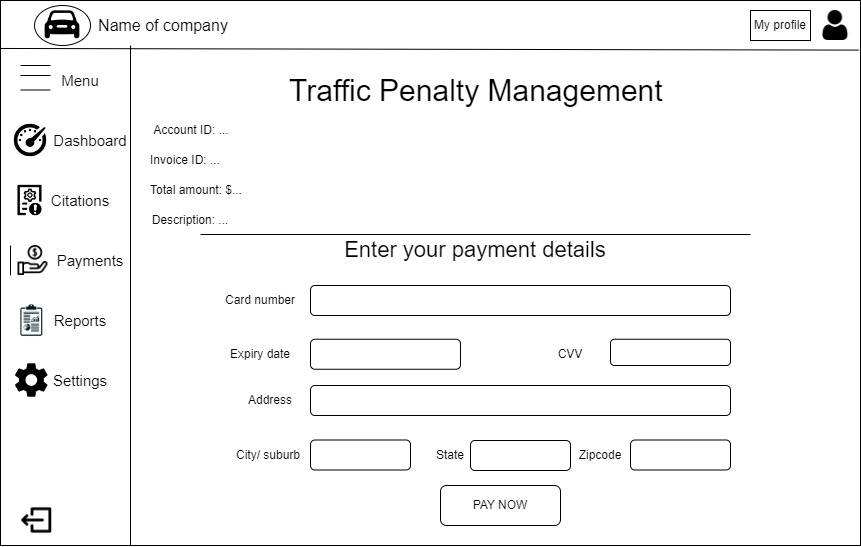 Name of company
My profile
Menu
Dashboard
Citations
Payments
Reports
Settings
Traffic Penalty Management
Account ID: ...
Invoice ID: ...
Total amount: $...
Description: ...
Enter your payment details
Card number
Expiry date
CVV
Address
City/ suburb
State
Zipcode
PAY NOW